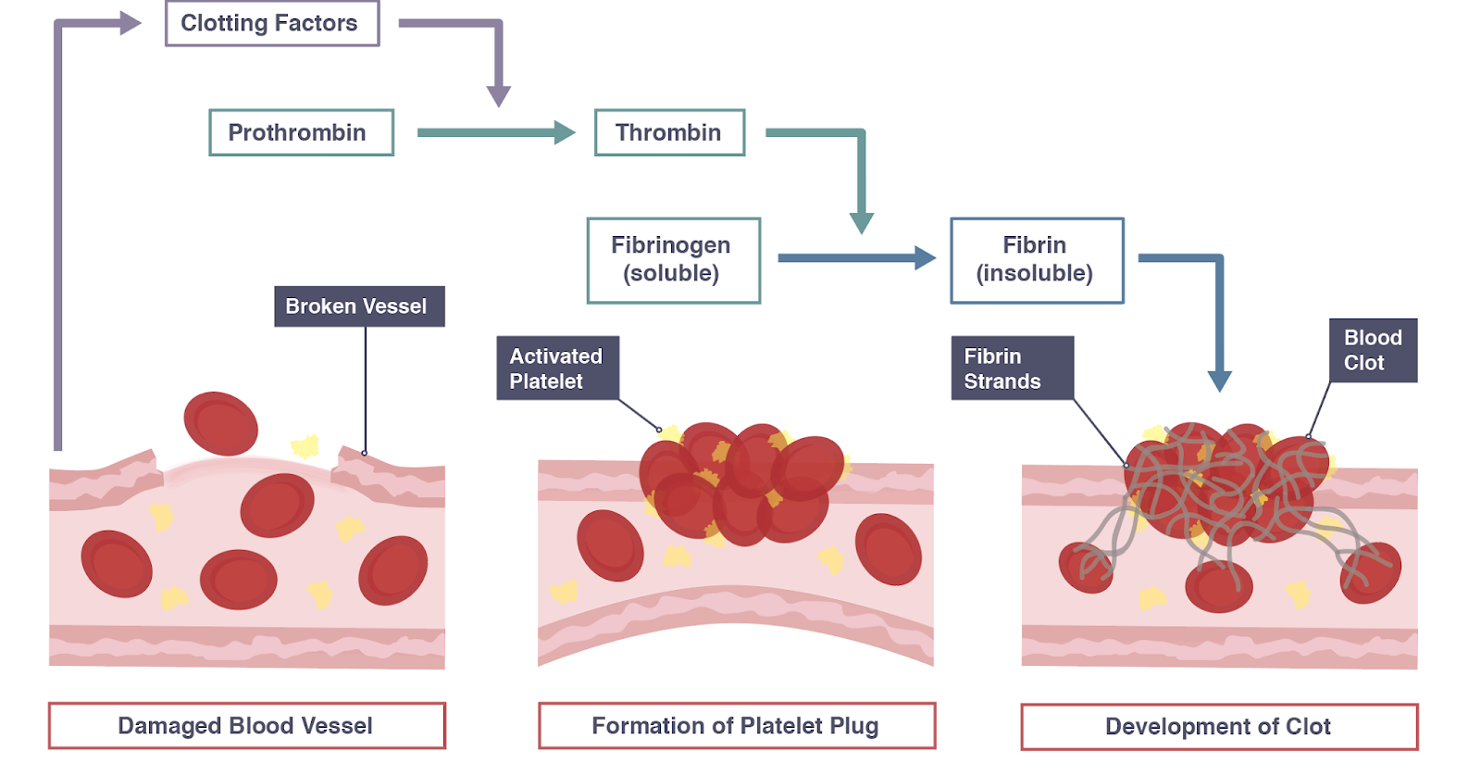 Clotting Factors
Prothrombin
Thrombin
Fibrinogen
(soluble)
Fibrin
(insoluble)
Broken Vessel
Activated
Platelet
Fibrin
Strands
Blood
Clot
Damaged Blood Vessel
Formation of Platelet Plug
Development of Clot